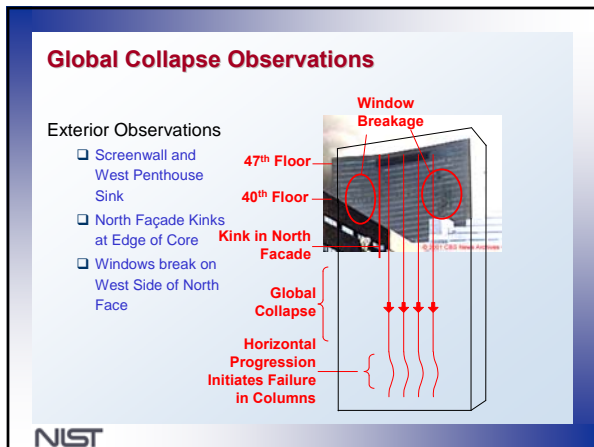 Global Collapse Observations
Exterior Observations
Screenwall and
West Penthouse
Sink
North Façade Kinks
at Edge of Core
Windows break on
West Side of North
Face
Window
Breakage
47th Floor
40th Floor
Kink in North
Facade
© 2001 CBS News Archives
Global
Collapse
Horizontal
Progression
Initiates Failure
in Columns
NIST